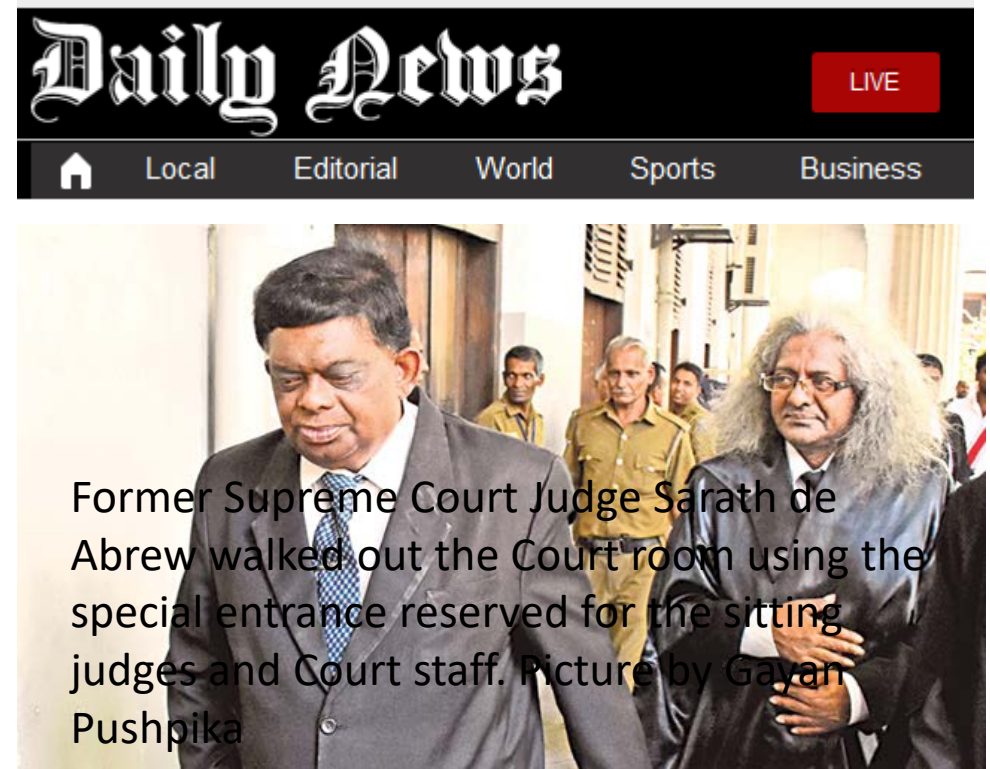 Daily News
LIVE
Local Editorial World Sports Business
Former Supreme Court Judge Sarath de
Abrew walked out the Court room using the
special entrance reserved for the sitting
judges and Court staff. Picture by Gayan
Pushpika